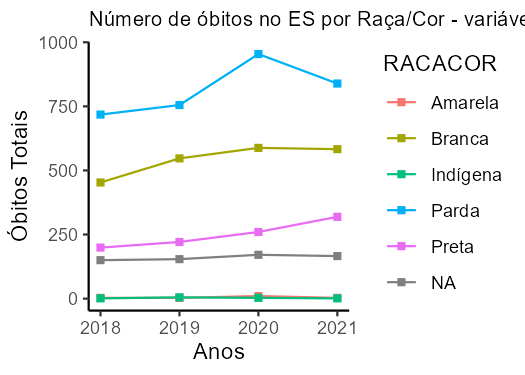 Número de óbitos no ES por Raça/Cor - variáve
1000
750
500
250
0
Óbitos Totais
2018 2019 2020 2021
Anos
RACACOR
Amarela
Branca
Indígena
Parda
Preta
NA